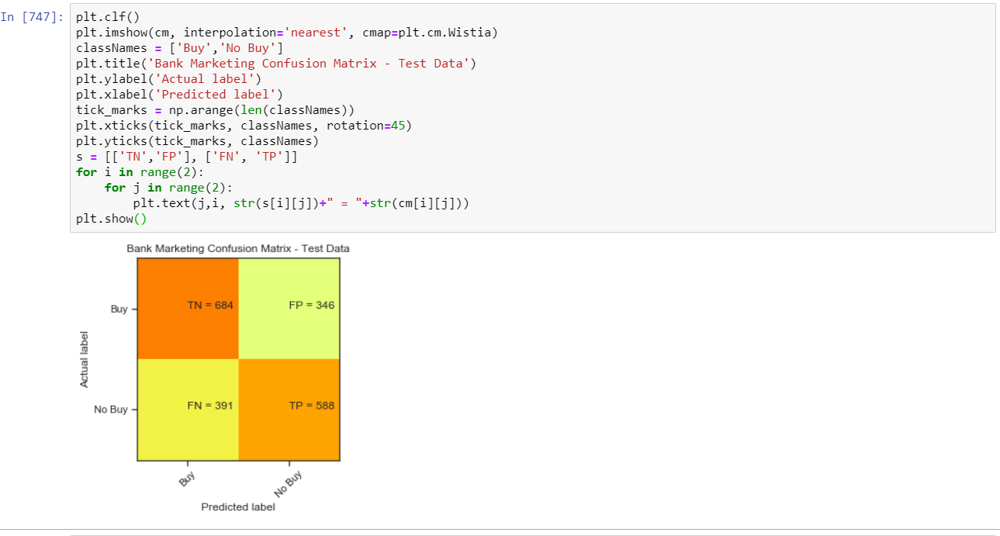 In [747]:
plt.clf()
plt.imshow(cm, interpolation='nearest', cmap=plt.cm.Wistia)
classNames = ['Buy','No Buy']
plt.title('Bank Marketing Confusion Matrix - Test Data')
plt.ylabel('Actual label')
plt.xlabel('Predicted label')
tick_marks = np.arange(len(classNames))
plt.xticks(tick_marks, classNames, rotation=45)
plt.yticks(tick_marks, classNames)
s = [['TN','FP'], ['FN', 'TP']]
for i in range(2):
    for j in range(2):
        plt.text(j,i, str(s[i][j])+" = "+str(cm[i][j]))
plt.show()
Bank Marketing Confusion Matrix - Test Data
Actual label
Buy
TN = 684
FP = 346
No Buy
FN = 391
TP = 588
Buy
No Buy
Predicted label